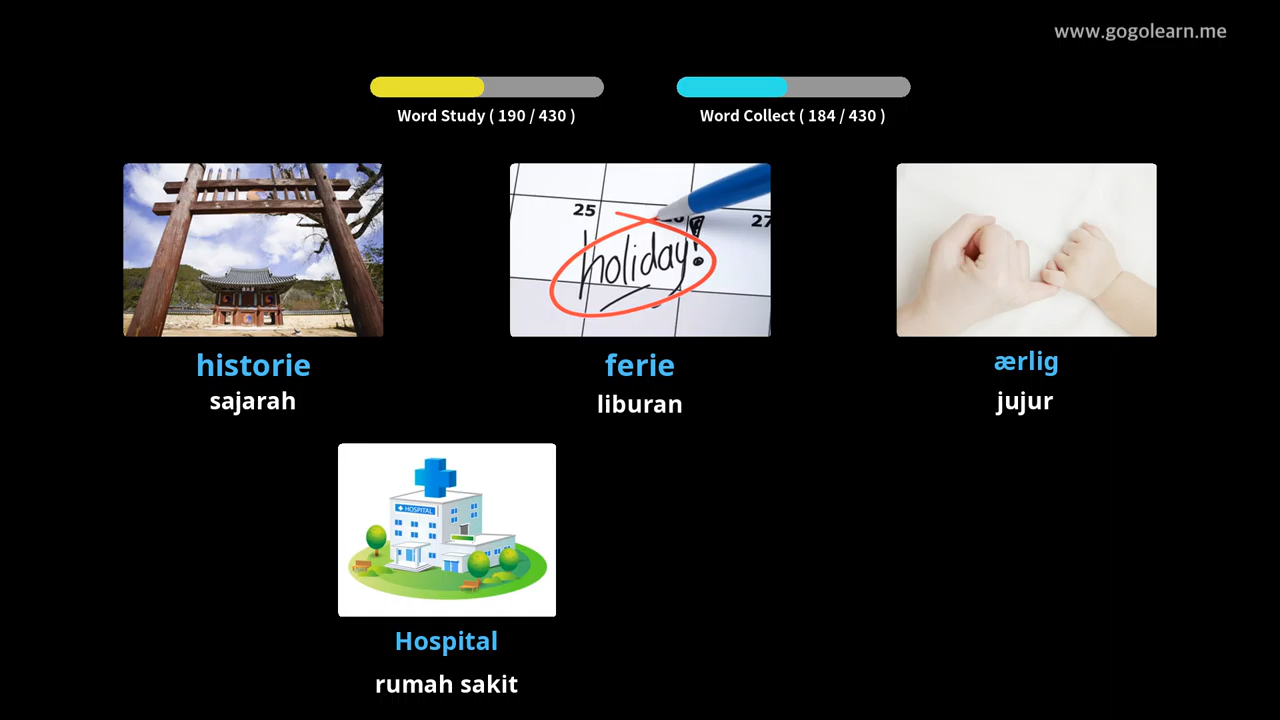 www.gogolearn.me
Word Study ( 190 / 430 )
Word Collect ( 184 / 430 )
25
27
holiday!
historie
ferie
ærlig
sajarah
liburan
jujur
HOSPITAL
Hospital
rumah sakit